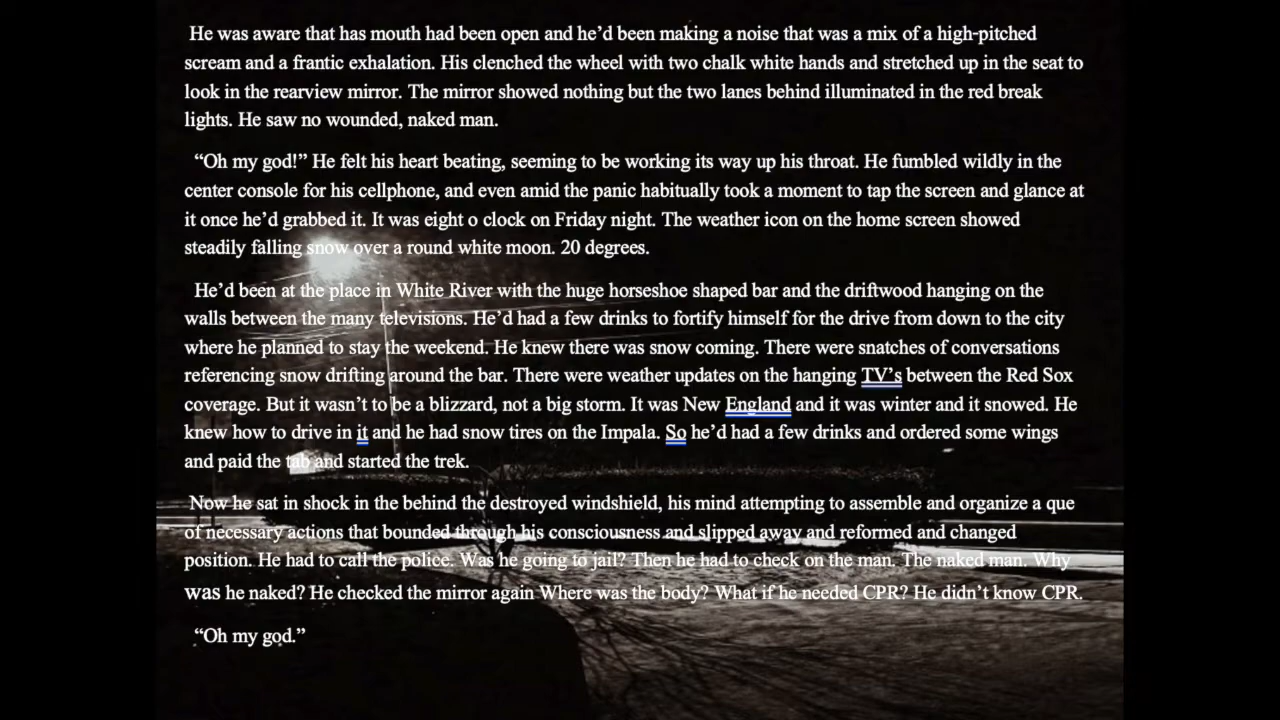 He was aware that has mouth had been open and he’d been making a noise that was a mix of a high-pitched
scream and a frantic exhalation. His clenched the wheel with two chalk white hands and stretched up in the seat to
look in the rearview mirror. The mirror showed nothing but the two lanes behind illuminated in the red break
lights. He saw no wounded, naked man.
“Oh my god!” He felt his heart beating, seeming to be working its way up his throat. He fumbled wildly in the
center console for his cellphone, and even amid the panic habitually took a moment to tap the screen and glance at
it once he’d grabbed it. It was eight o clock on Friday night. The weather icon on the home screen showed
steadily falling snow over a round white moon. 20 degrees.
He’d been at the place in White River with the huge horseshoe shaped bar and the driftwood hanging on the
walls between the many televisions. He’d had a few drinks to fortify himself for the drive from down to the city
where he planned to stay the weekend. He knew there was snow coming. There were snatches of conversations
referencing snow drifting around the bar. There were weather updates on the hanging TV’s between the Red Sox
coverage. But it wasn’t to be a blizzard, not a big storm. It was New England and it was winter and it snowed. He
knew how to drive in it and he had snow tires on the Impala. So he’d had a few drinks and ordered some wings
and paid the tab and started the trek.
Now he sat in shock in the behind the destroyed windshield, his mind attempting to assemble and organize a que
of necessary actions that bounded through his consciousness and slipped away and reformed and changed
position. He had to call the police. Was he going to jail? Then he had to check on the man. The naked man. Why
was he naked? He checked the mirror again Where was the body? What if he needed CPR? He didn’t know CPR.
“Oh my god.”